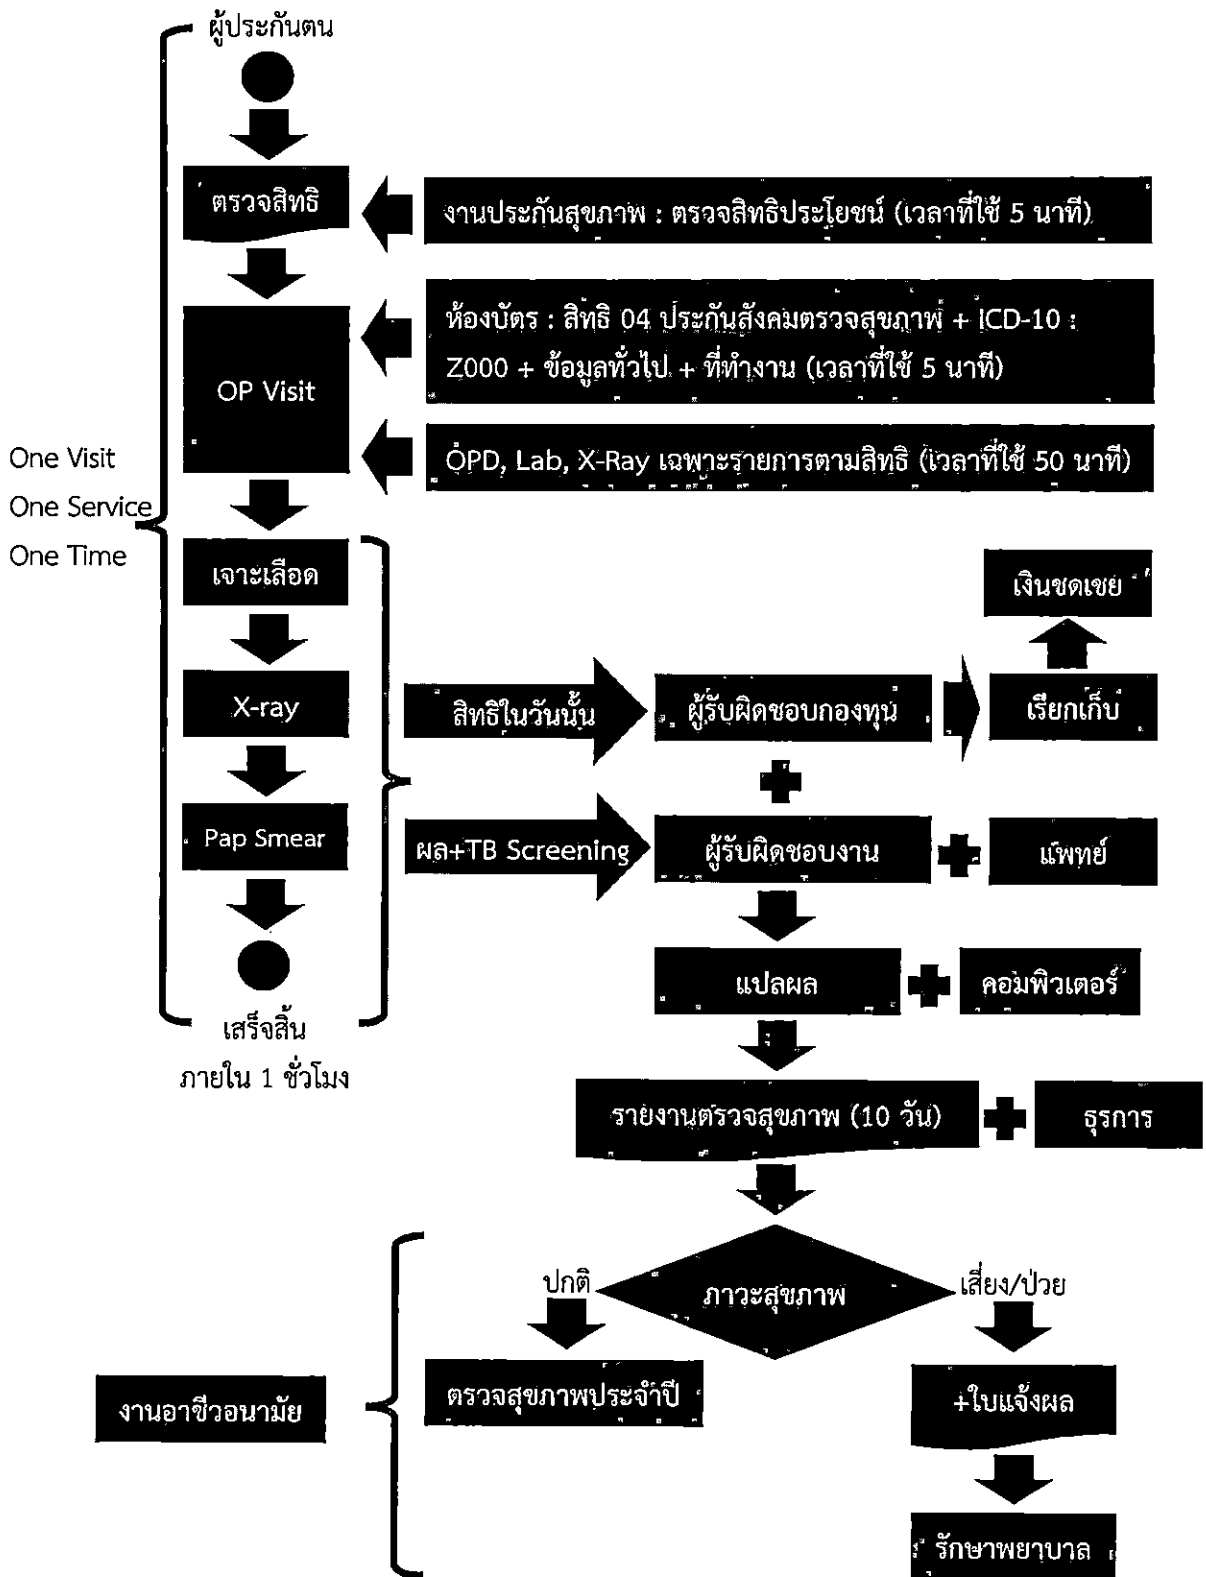 ผู้ประกันตน
ตรวจสิทธิ
งานประกันสุขภาพ : ตรวจสิทธิประโยชน์ (เวลาที่ใช้ 5 นาที)
ห้องบัตร : สิทธิ 04 ประกันสังคมตรวจสุขภาพ + ICD-10 :
Z000 + ข้อมูลทั่วไป + ที่ทำงาน (เวลาที่ใช้ 5 นาที)
OP Visit
OPD, Lab, X-Ray เฉพาะรายการตามสิทธิ (เวลาที่ใช้ 50 นาที)
One Visit
One Service
One Time
เจาะเลือด
X-ray
Pap Smear
เสร็จสิ้น
ภายใน 1 ชั่วโมง
สิทธิในวันนั้น
ผู้รับผิดชอบกองทุน
เรียกเก็บ
เงินชดเชย
ผล+TB Screening
ผู้รับผิดชอบงาน
แพทย์
แปลผล
คอมพิวเตอร์
รายงานตรวจสุขภาพ (10 วัน)
ธุรการ
ภาวะสุขภาพ
ปกติ
เสี่ยง/ป่วย
งานอาชีวอนามัย
ตรวจสุขภาพประจำปี
+ใบแจ้งผล
รักษาพยาบาล